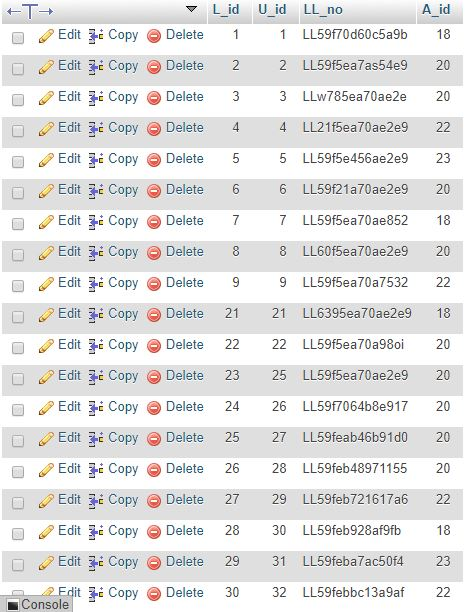 L_id U_id LL_no A_id
Edit Copy Delete 1 1 LL59f70d60c5a9b 18
Edit Copy Delete 2 2 LL59f5ea7as54e9 20
Edit Copy Delete 3 3 LLw785ea70ae2e 20
Edit Copy Delete 4 4 LL21f5ea70ae2e9 22
Edit Copy Delete 5 5 LL59f5e456ae2e9 23
Edit Copy Delete 6 6 LL59f21a70ae2e9 20
Edit Copy Delete 7 7 LL59f5ea70ae852 18
Edit Copy Delete 8 8 LL60f5ea70ae2e9 20
Edit Copy Delete 9 9 LL59f5ea70a7532 22
Edit Copy Delete 21 21 LL6395ea70ae2e9 18
Edit Copy Delete 22 22 LL59f5ea70a98oi 20
Edit Copy Delete 23 25 LL59f5ea70ae2e9 20
Edit Copy Delete 24 26 LL59f7064b8e917 20
Edit Copy Delete 25 27 LL59feab46b91d0 20
Edit Copy Delete 26 28 LL59feb48971155 20
Edit Copy Delete 27 29 LL59feb721617a6 22
Edit Copy Delete 28 30 LL59feb928af9fb 18
Edit Copy Delete 29 31 LL59feba7ac50f4 23
Edit Copy Delete 30 32 LL59febbc13a9af 22
Console